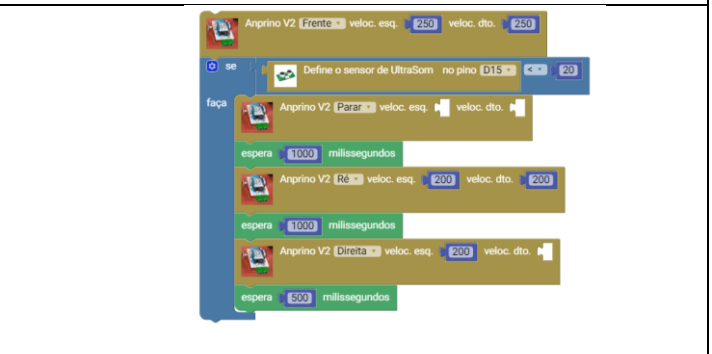 Anprino V2 Frente veloc. esq. 250 veloc. dto. 250
se Define o sensor de UltraSom no pino D15 < 20
faça Anprino V2 Parar veloc. esq. veloc. dto.
espera 1000 milissegundos
Anprino V2 Ré veloc. esq. 200 veloc. dto. 200
espera 1000 milissegundos
Anprino V2 Direita veloc. esq. 200 veloc. dto.
espera 500 milissegundos